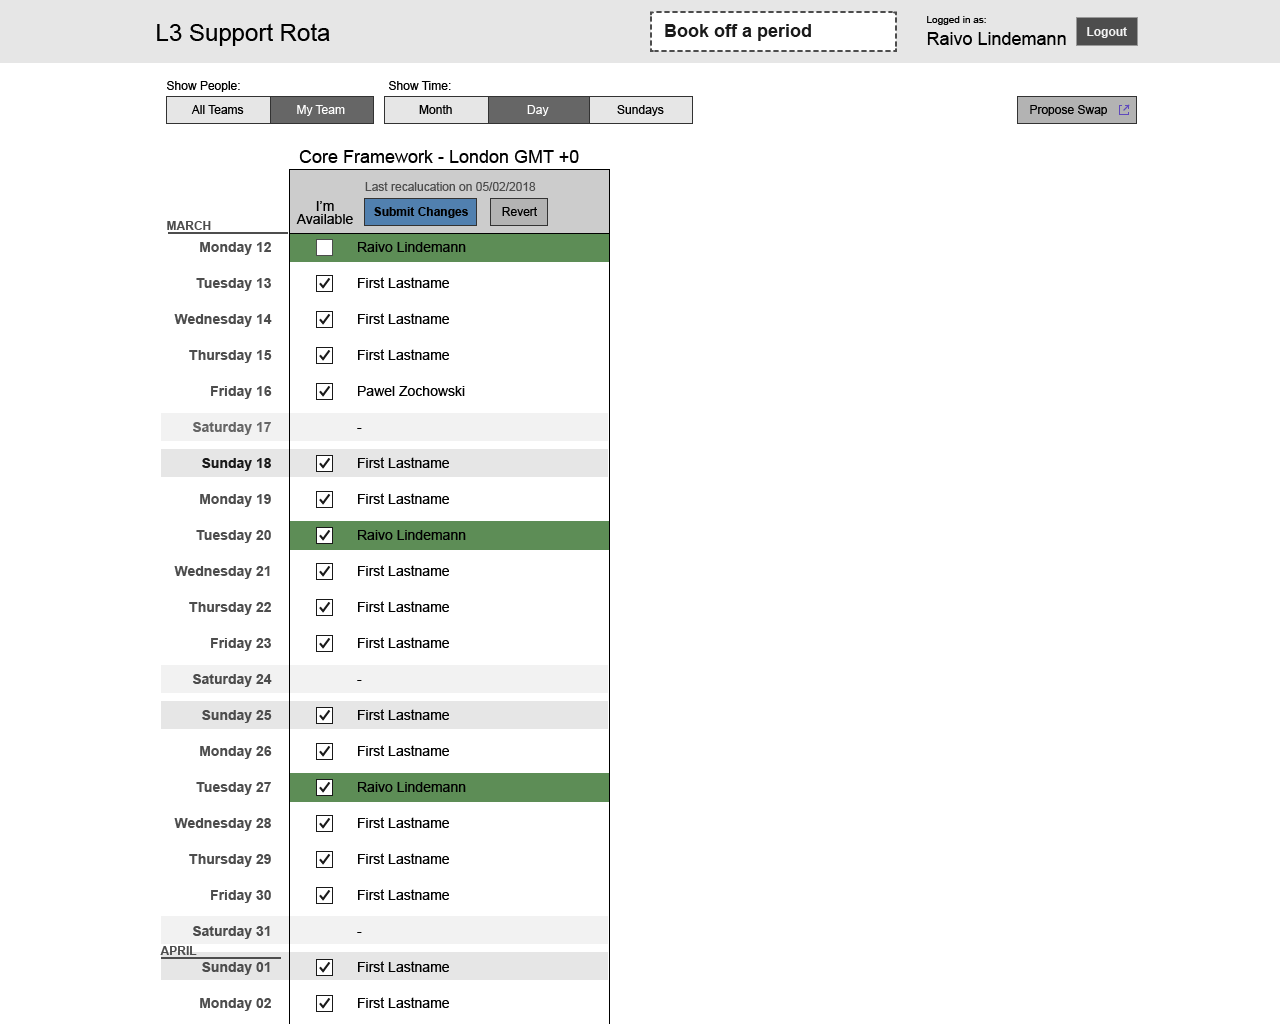 L3 Support Rota
Book off a period
Logged in as:
Raivo Lindemann
Logout
Show People:
Show Time:
All Teams
My Team
Month
Day
Sundays
Propose Swap
Core Framework - London GMT +0
Last recalucation on 05/02/2018
I'm
Available
Submit Changes
Revert
MARCH
Monday 12 Raivo Lindemann
Tuesday 13 First Lastname
Wednesday 14 First Lastname
Thursday 15 First Lastname
Friday 16 Pawel Zochowski
Saturday 17 -
Sunday 18 First Lastname
Monday 19 First Lastname
Tuesday 20 Raivo Lindemann
Wednesday 21 First Lastname
Thursday 22 First Lastname
Friday 23 First Lastname
Saturday 24 -
Sunday 25 First Lastname
Monday 26 First Lastname
Tuesday 27 Raivo Lindemann
Wednesday 28 First Lastname
Thursday 29 First Lastname
Friday 30 First Lastname
Saturday 31 -
APRIL
Sunday 01 First Lastname
Monday 02 First Lastname